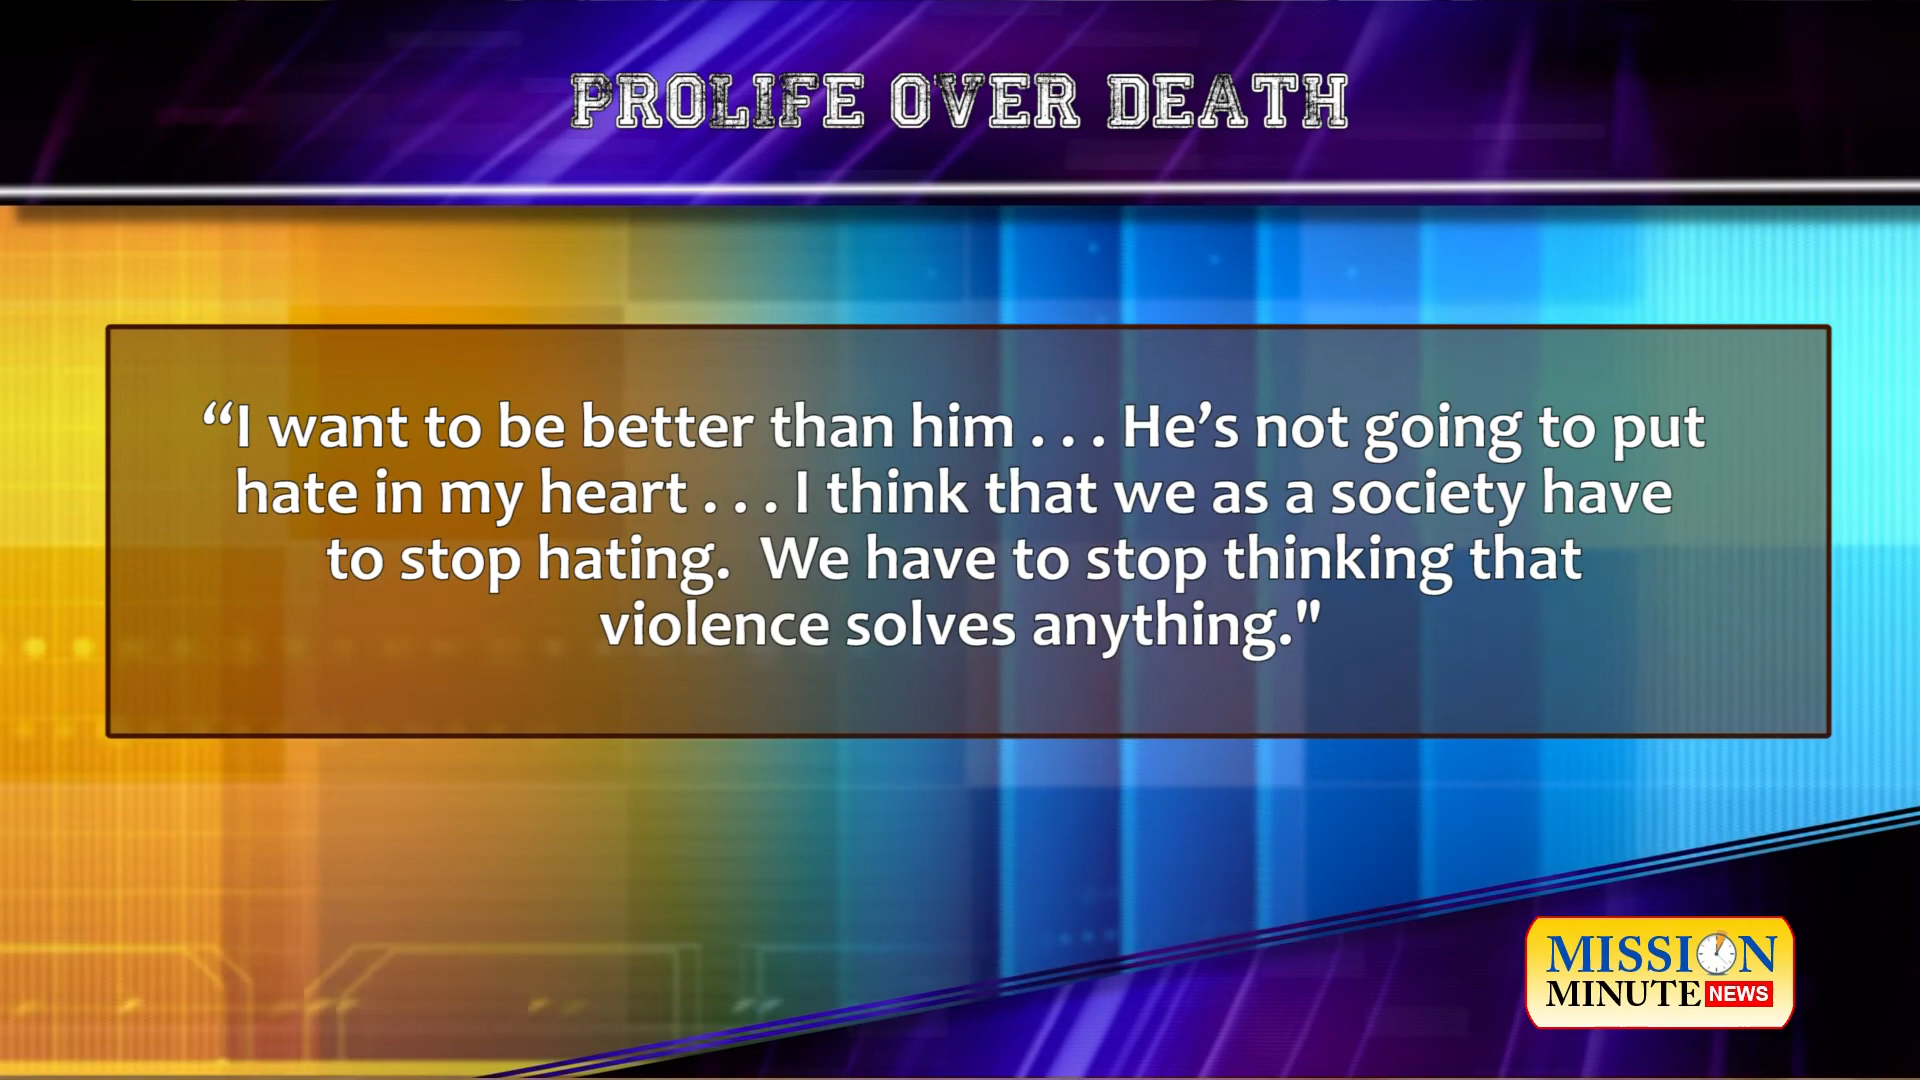 PROLIFE OVER DEATH
“I want to be better than him . . . He’s not going to put
hate in my heart . . . I think that we as a society have
to stop hating.  We have to stop thinking that
violence solves anything."
MISSION
MINUTE NEWS